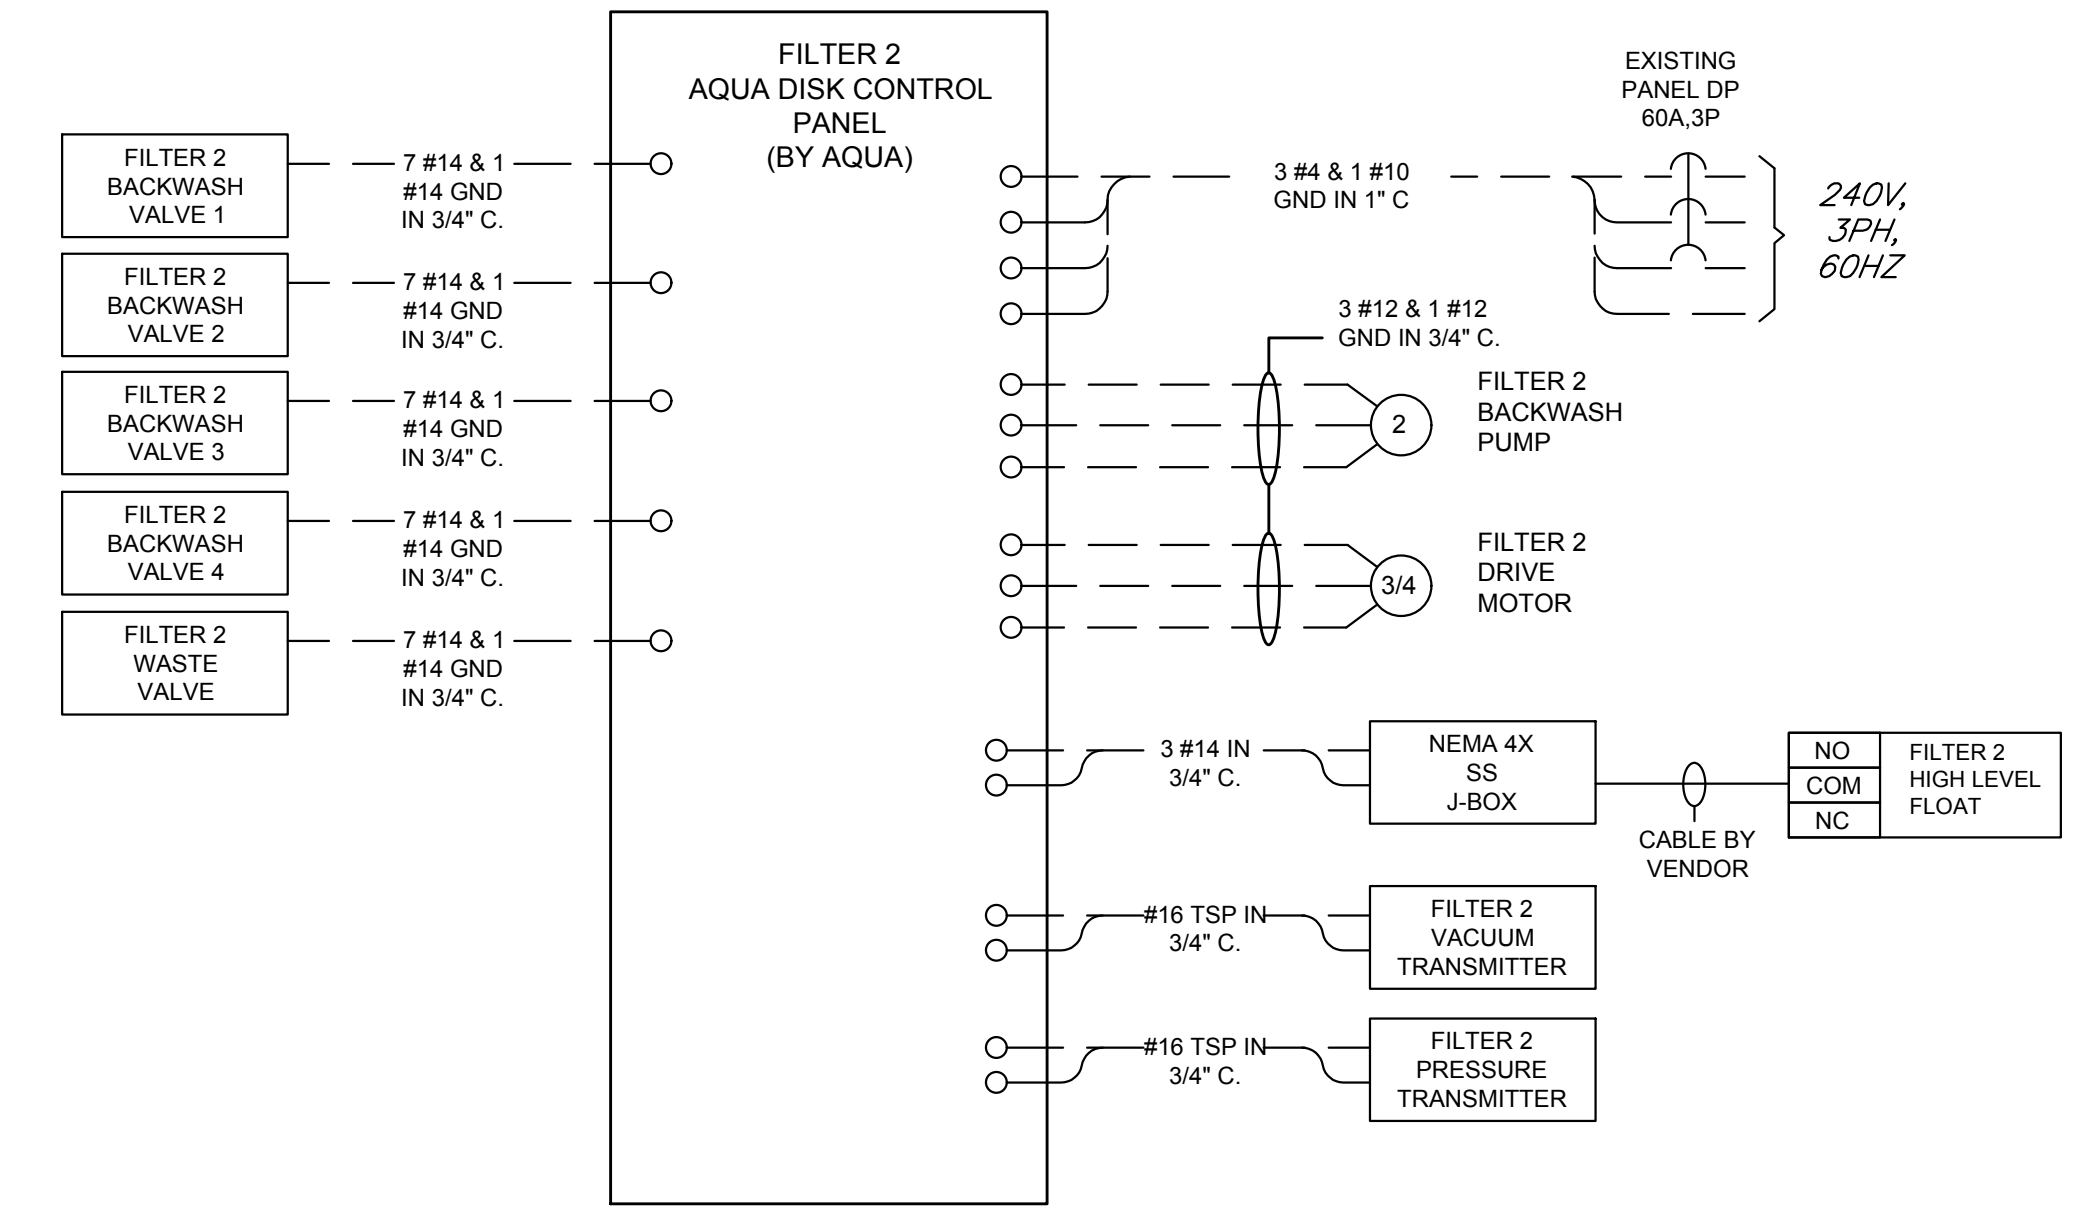 FILTER 2
AQUA DISK CONTROL
PANEL
(BY AQUA)
FILTER 2
BACKWASH
VALVE 1
7 #14 & 1
#14 GND
IN 3/4" C.
FILTER 2
BACKWASH
VALVE 2
7 #14 & 1
#14 GND
IN 3/4" C.
FILTER 2
BACKWASH
VALVE 3
7 #14 & 1
#14 GND
IN 3/4" C.
FILTER 2
BACKWASH
VALVE 4
7 #14 & 1
#14 GND
IN 3/4" C.
FILTER 2
WASTE
VALVE
7 #14 & 1
#14 GND
IN 3/4" C.
EXISTING
PANEL DP
60A,3P
3 #4 & 1 #10
GND IN 1" C
240V,
3PH,
60HZ
3 #12 & 1 #12
GND IN 3/4" C.
2
FILTER 2
BACKWASH
PUMP
3/4
FILTER 2
DRIVE
MOTOR
3 #14 IN
3/4" C.
NEMA 4X
SS
J-BOX
CABLE BY
VENDOR
NO
COM
NC
FILTER 2
HIGH LEVEL
FLOAT
#16 TSP IN
3/4" C.
FILTER 2
VACUUM
TRANSMITTER
#16 TSP IN
3/4" C.
FILTER 2
PRESSURE
TRANSMITTER